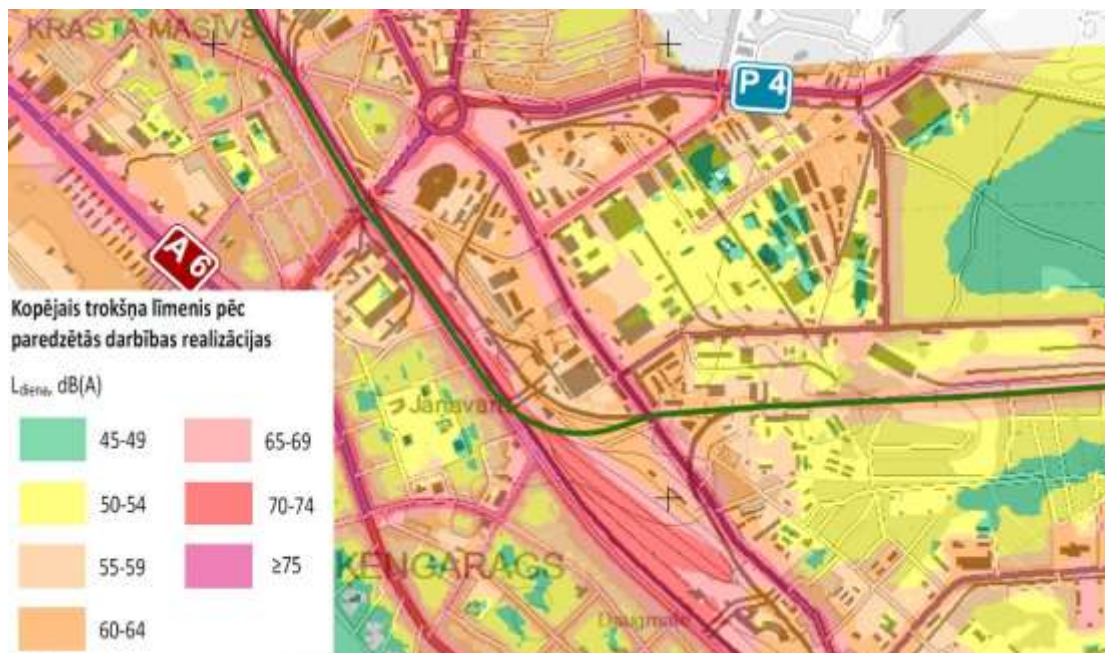 KRASTA MASĪVS
P 4
A 6
Kopējais trokšņa līmenis pēc
paredzētās darbības realizācijas
Ldiena, dB(A)
45-49
65-69
50-54
70-74
55-59
≥75
60-64
Jāņavārti
ĶENGARAGS
Daugmale